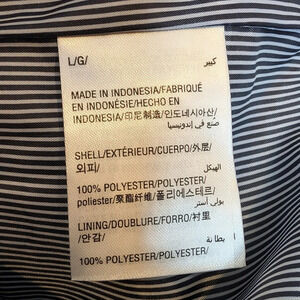 L/G/ كبير
MADE IN INDONESIA/FABRIQUÉ
EN INDONÉSIE/HECHO EN
INDONESIA/印尼制造/인도네시아산/
صنع في إندونيسيا
SHELL/EXTÉRIEUR/CUERPO/外层/
외피/ الهيكل
100% POLYESTER/POLYESTER/
poliester/聚酯纤维/폴리에스테르/
بولي أستر
LINING/DOUBLURE/FORRO/衬里
/안감/ بطانة
100% POLYESTER/POLYESTER/